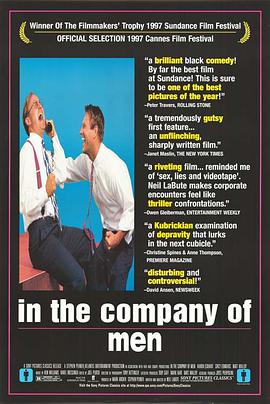 Winner Of The Filmmakers' Trophy 1997 Sundance Film Festival
OFFICIAL SELECTION 1997 Cannes Film Festival
"a brilliant black comedy!
By far the best film
at Sundance! This is sure
to be one of the best
pictures of the year!"
–Peter Travers, ROLLING STONE
"a tremendously gutsy
first feature...
an unflinching,
sharply written film."
–Janet Maslin, THE NEW YORK TIMES
"a riveting film... reminded me
of 'sex, lies and videotape'.
Neil LaBute makes corporate
encounters feel like
thriller confrontations."
–Owen Gleiberman, ENTERTAINMENT WEEKLY
"a Kubrickian examination
of depravity that lurks
in the next cubicle."
–Christine Spines & Anne Thompson,
PREMIERE MAGAZINE
"disturbing and
controversial!"
–David Ansen, NEWSWEEK
in the company of
men
SONY PICTURES CLASSICS